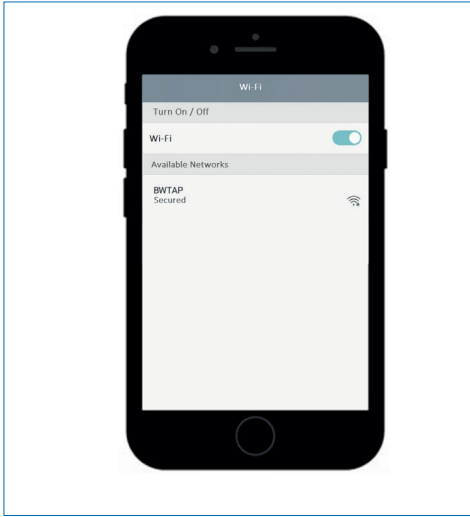 Wi-Fi
Turn On / Off
Wi-Fi
Available Networks
BWTAP
Secured